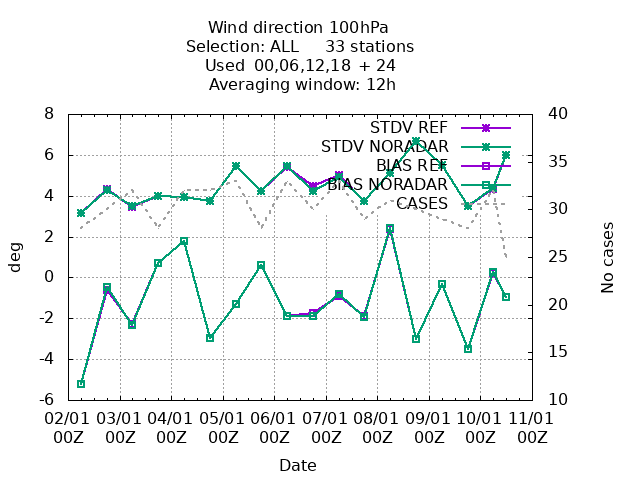 Wind direction 100hPa
Selection: ALL 33 stations
Used 00,06,12,18 + 24
Averaging window: 12h
8
6
4
2
0
-2
-4
-6
deg
40
35
30
25
20
15
10
No cases
STDV REF
STDV NORADAR
BIAS REF
BIAS NORADAR
CASES
02/01 03/01 04/01 05/01 06/01 07/01 08/01 09/01 10/01 11/01
00Z 00Z 00Z 00Z 00Z 00Z 00Z 00Z 00Z 00Z
Date